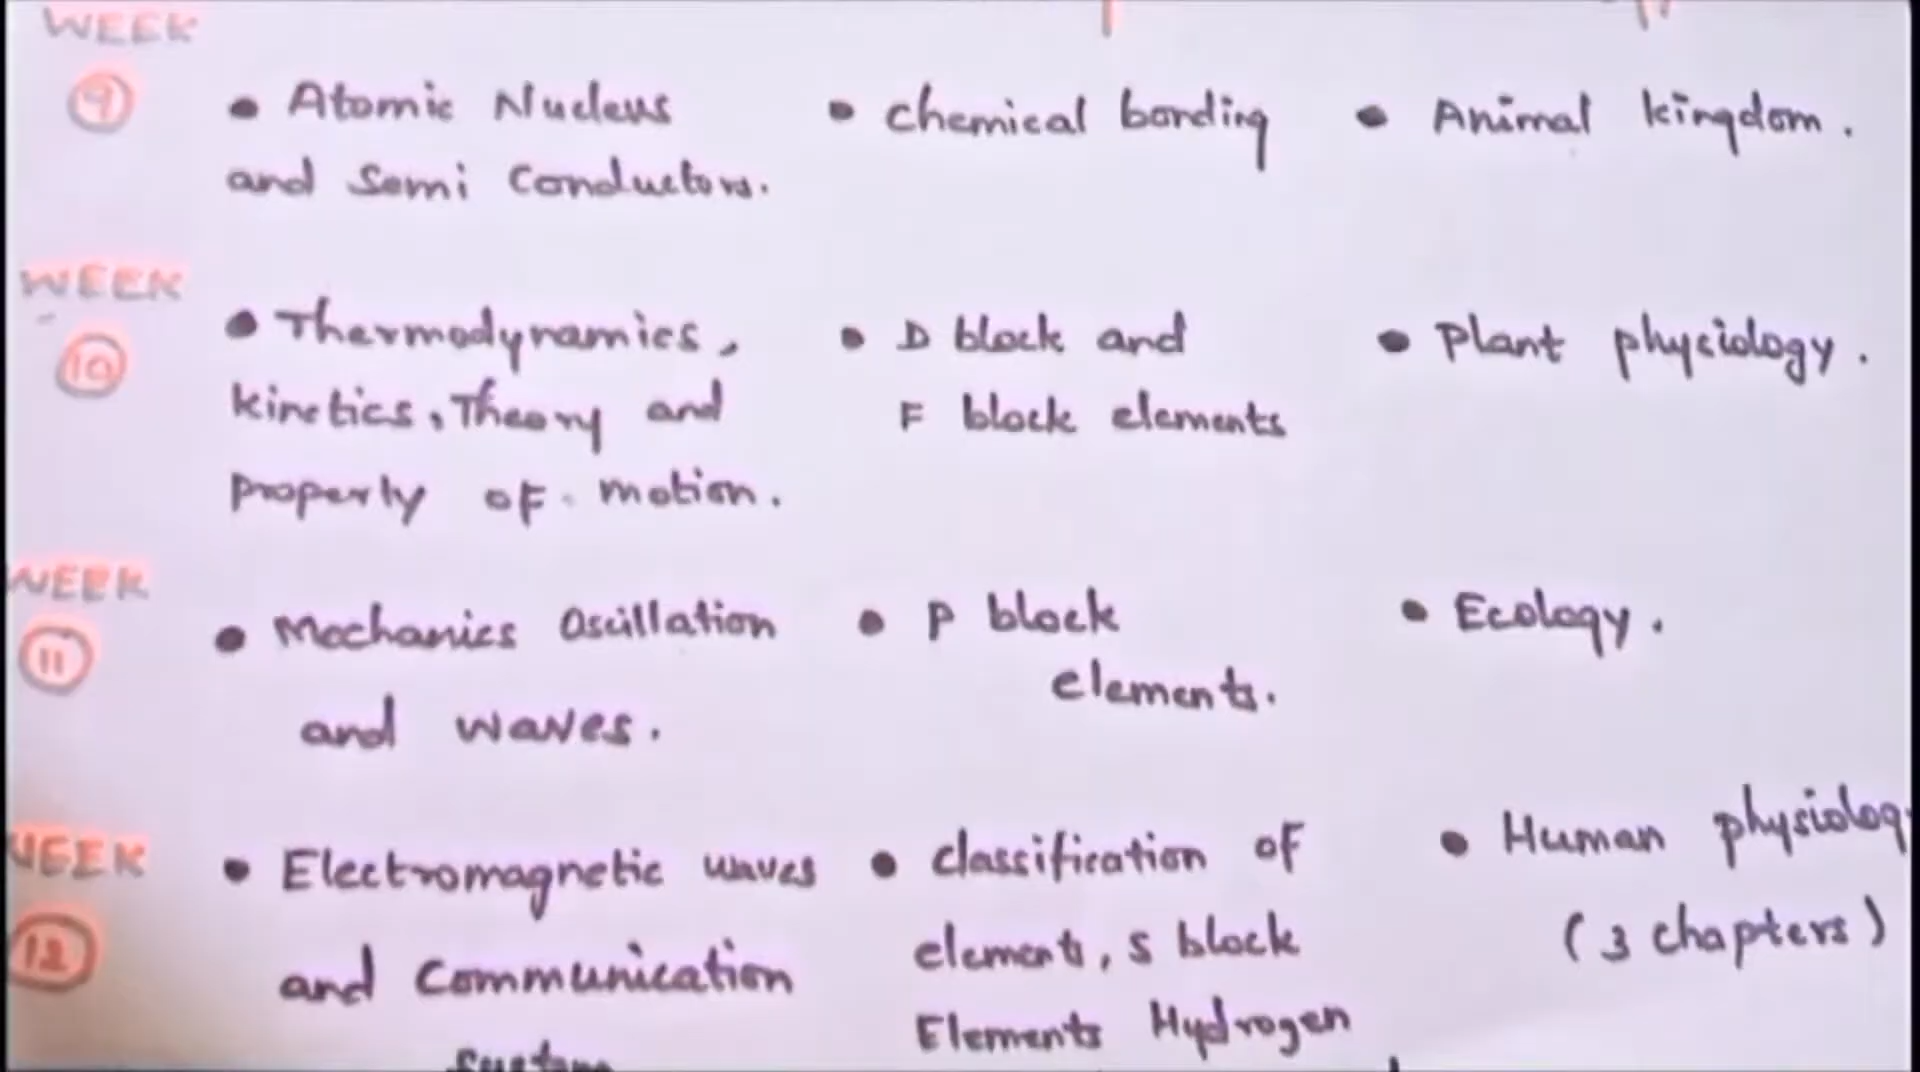 WEEK
9
• Atomic Nucleus
and Semi Conductors.
• Chemical bonding
• Animal kingdom.
WEEK
10
• Thermodynamics,
kinetics, Theory and
property of motion.
• D block and
F block elements
• Plant physiology.
WEEK
11
• Mechanics Oscillation
and waves.
• P block
elements.
• Ecology.
WEEK
12
• Electromagnetic waves
and Communication
System
• Classification of
elements, S block
Elements Hydrogen
• Human physiolog
(3 chapters)